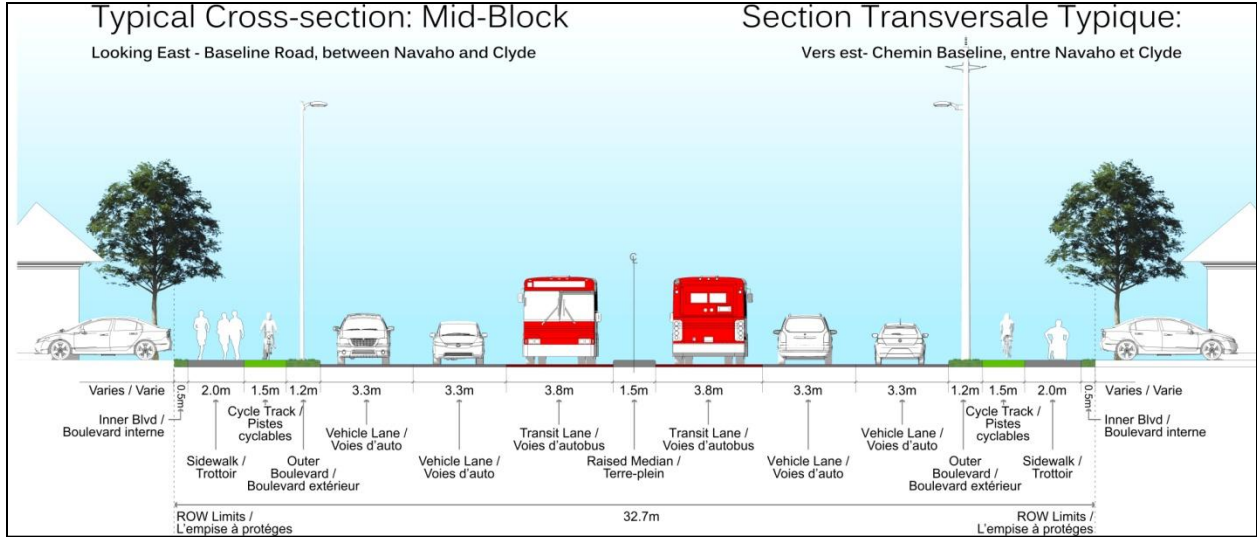 Typical Cross-section: Mid-Block
Section Transversale Typique:
Looking East - Baseline Road, between Navaho and Clyde
Vers est- Chemin Baseline, entre Navaho et Clyde
Varies / Varie
0.5m
2.0m
1.5m
1.2m
3.3m
3.3m
3.8m
1.5m
3.8m
3.3m
3.3m
1.2m
1.5m
2.0m
0.5m
Varies / Varie
Inner Blvd /
Boulevard interne
Sidewalk /
Trottoir
Cycle Track /
Pistes
cyclables
Outer
Boulevard /
Boulevard extérieur
Vehicle Lane /
Voies d'auto
Vehicle Lane /
Voies d'auto
Transit Lane /
Voies d'autobus
Raised Median /
Terre-plein
Transit Lane /
Voies d'autobus
Vehicle Lane /
Voies d'auto
Vehicle Lane /
Voies d'auto
Outer
Boulevard /
Boulevard extérieur
Cycle Track /
Pistes
cyclables
Sidewalk /
Trottoir
Inner Blvd /
Boulevard interne
ROW Limits /
L'empise à protéges
32.7m
ROW Limits /
L'empise à protéges